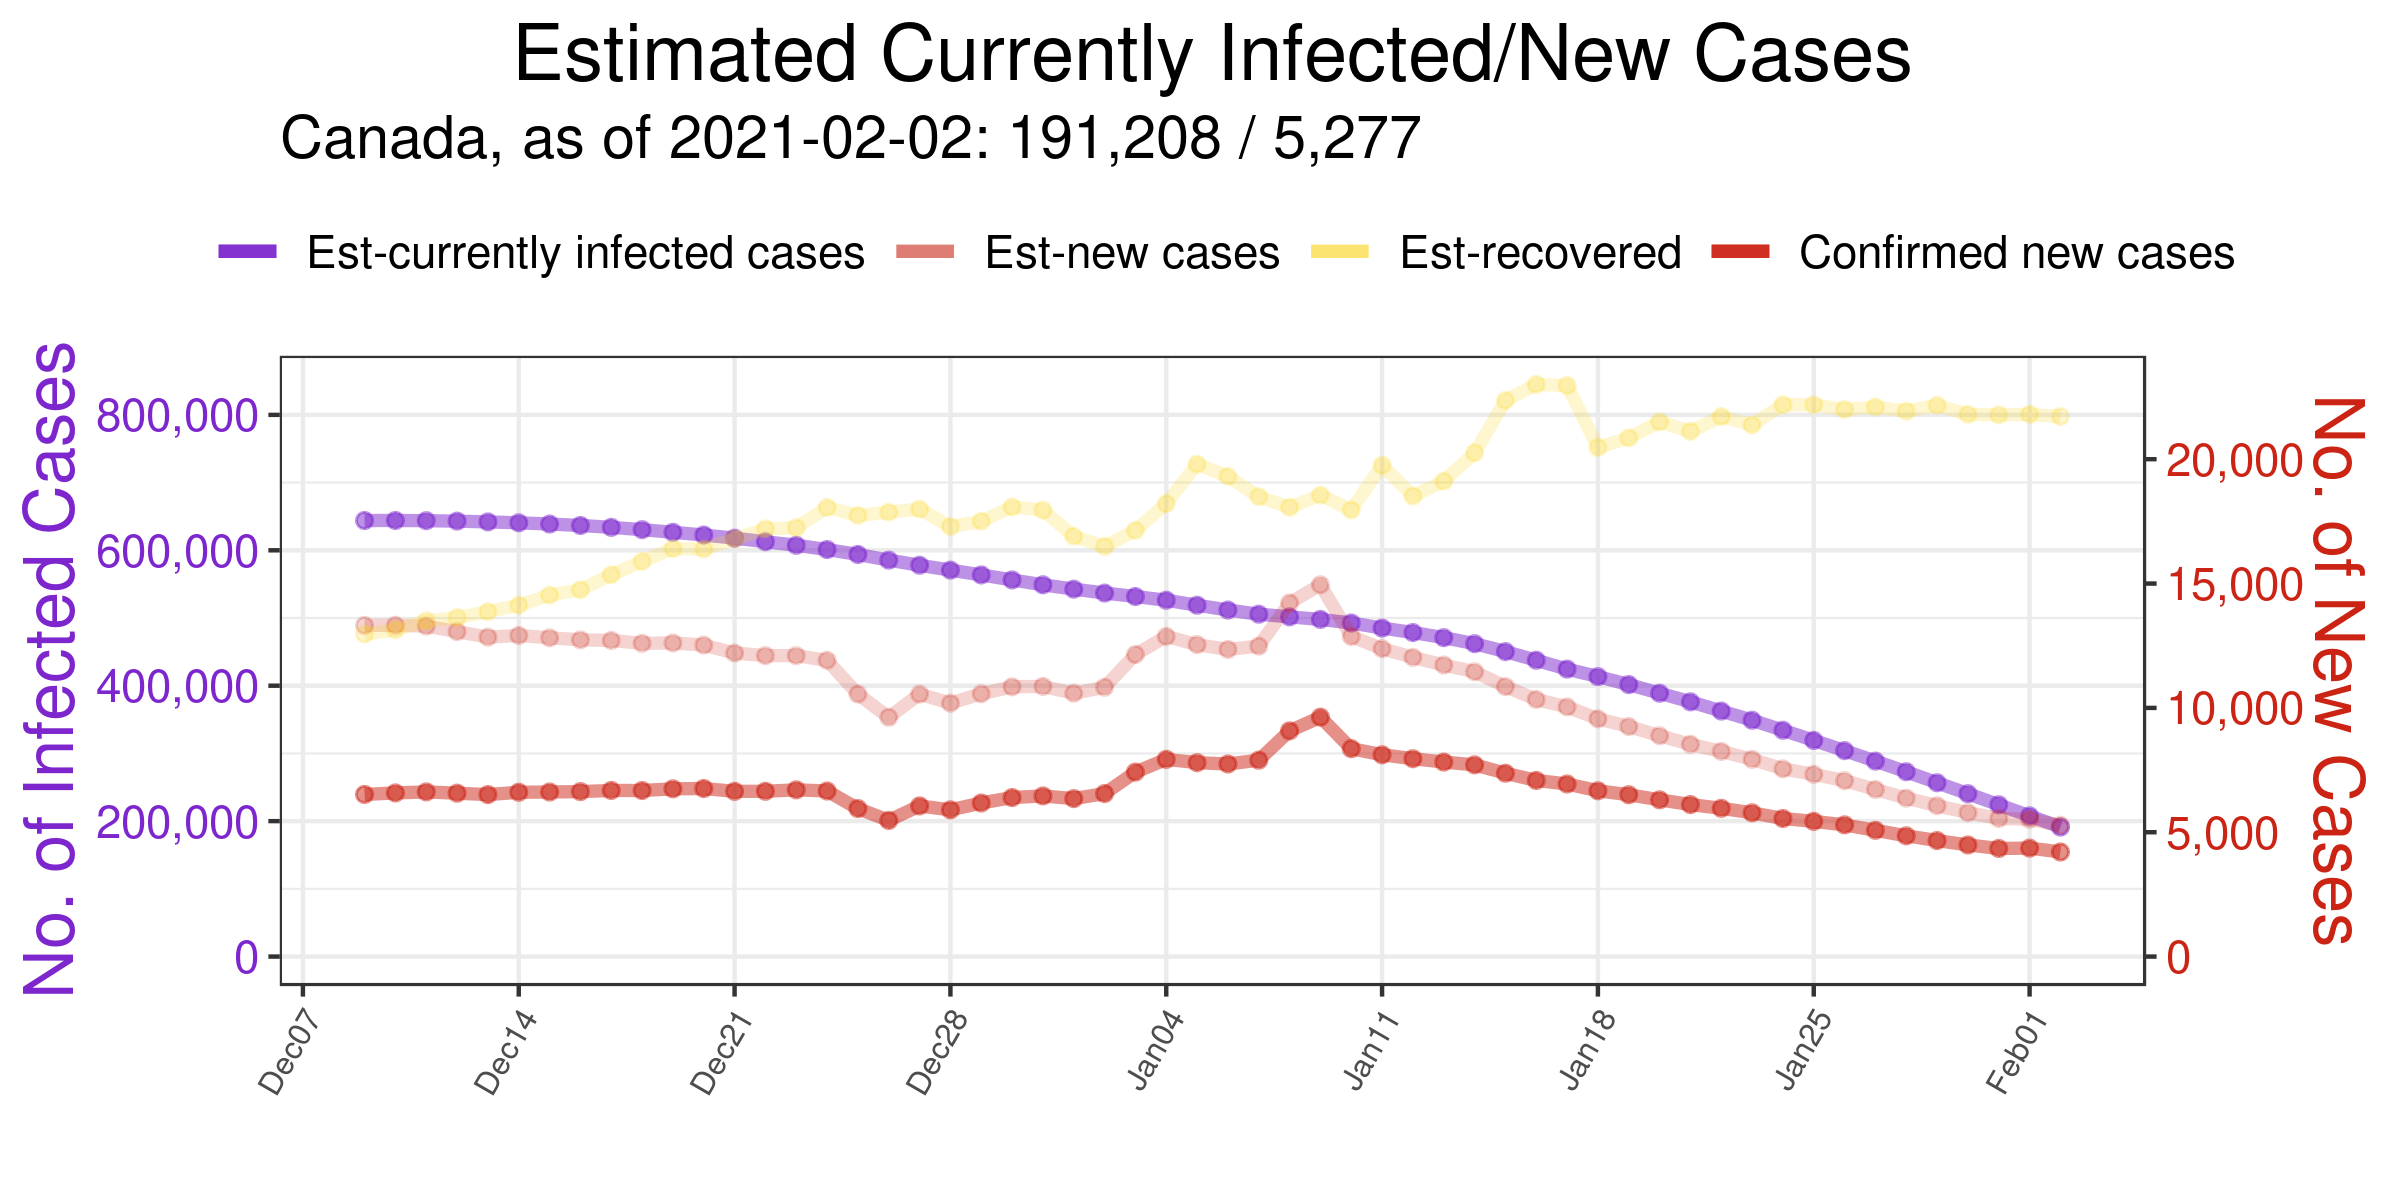 Estimated Currently Infected/New Cases
Canada, as of 2021-02-02: 191,208 / 5,277
Est-currently infected cases Est-new cases Est-recovered Confirmed new cases
No. of Infected Cases
800,000
600,000
400,000
200,000
0
20,000
15,000
10,000
5,000
0
No. of New Cases
Dec07 Dec14 Dec21 Dec28 Jan04 Jan11 Jan18 Jan25 Feb01